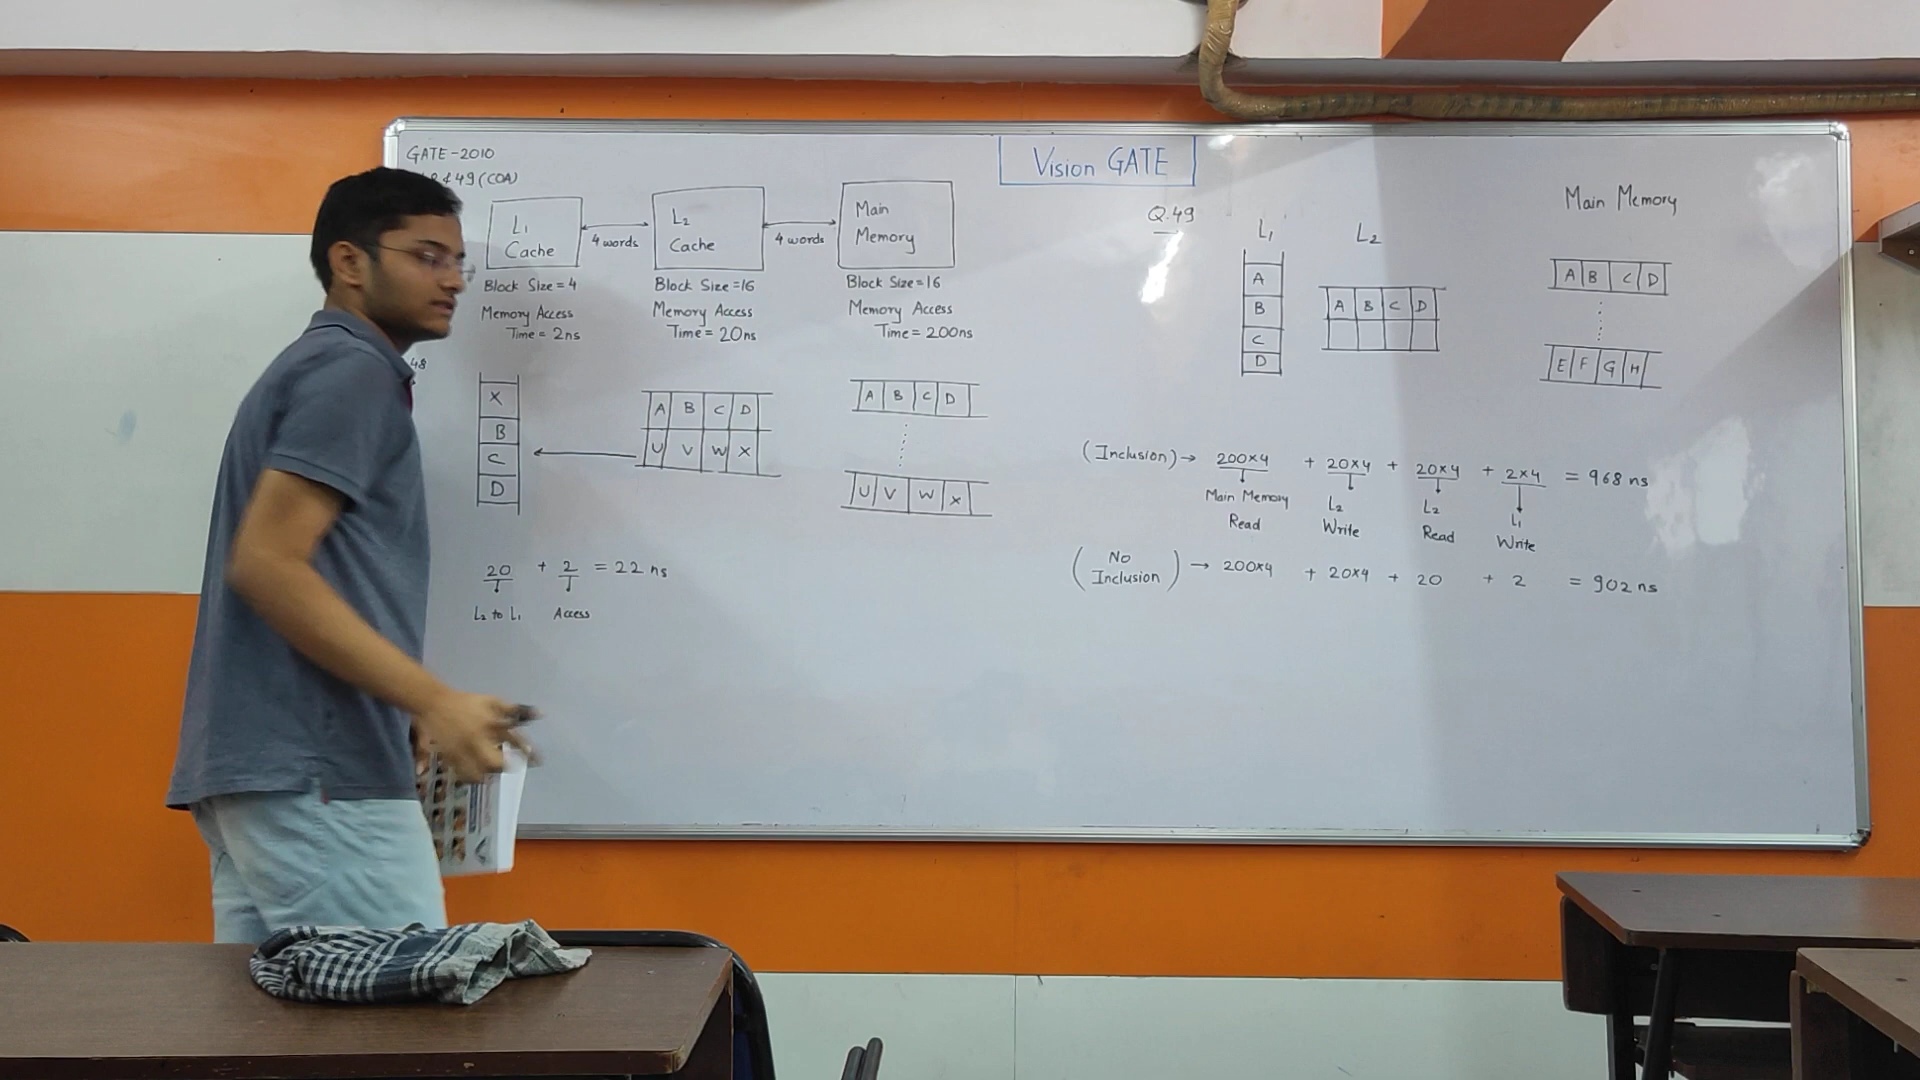 GATE-2010
& 49 (COA)
Vision GATE
L1 Cache
4 words
L2 Cache
4 words
Main Memory
Block Size = 4
Memory Access Time = 2ns
Block Size = 16
Memory Access Time = 20ns
Block Size = 16
Memory Access Time = 200ns
48
X
B
C
D
A B C D
U V W X
A B C D
U V W X
20 + 2 = 22 ns
L2 to L1 Access
Q.49
L1
L2
Main Memory
A
B
C
D
A B C D
A B C D
E F G H
(Inclusion) → 200×4 + 20×4 + 20×4 + 2×4 = 968 ns
Main Memory Read
L2 Write
L2 Read
L1 Write
(No Inclusion) → 200×4 + 20×4 + 20 + 2 = 902 ns